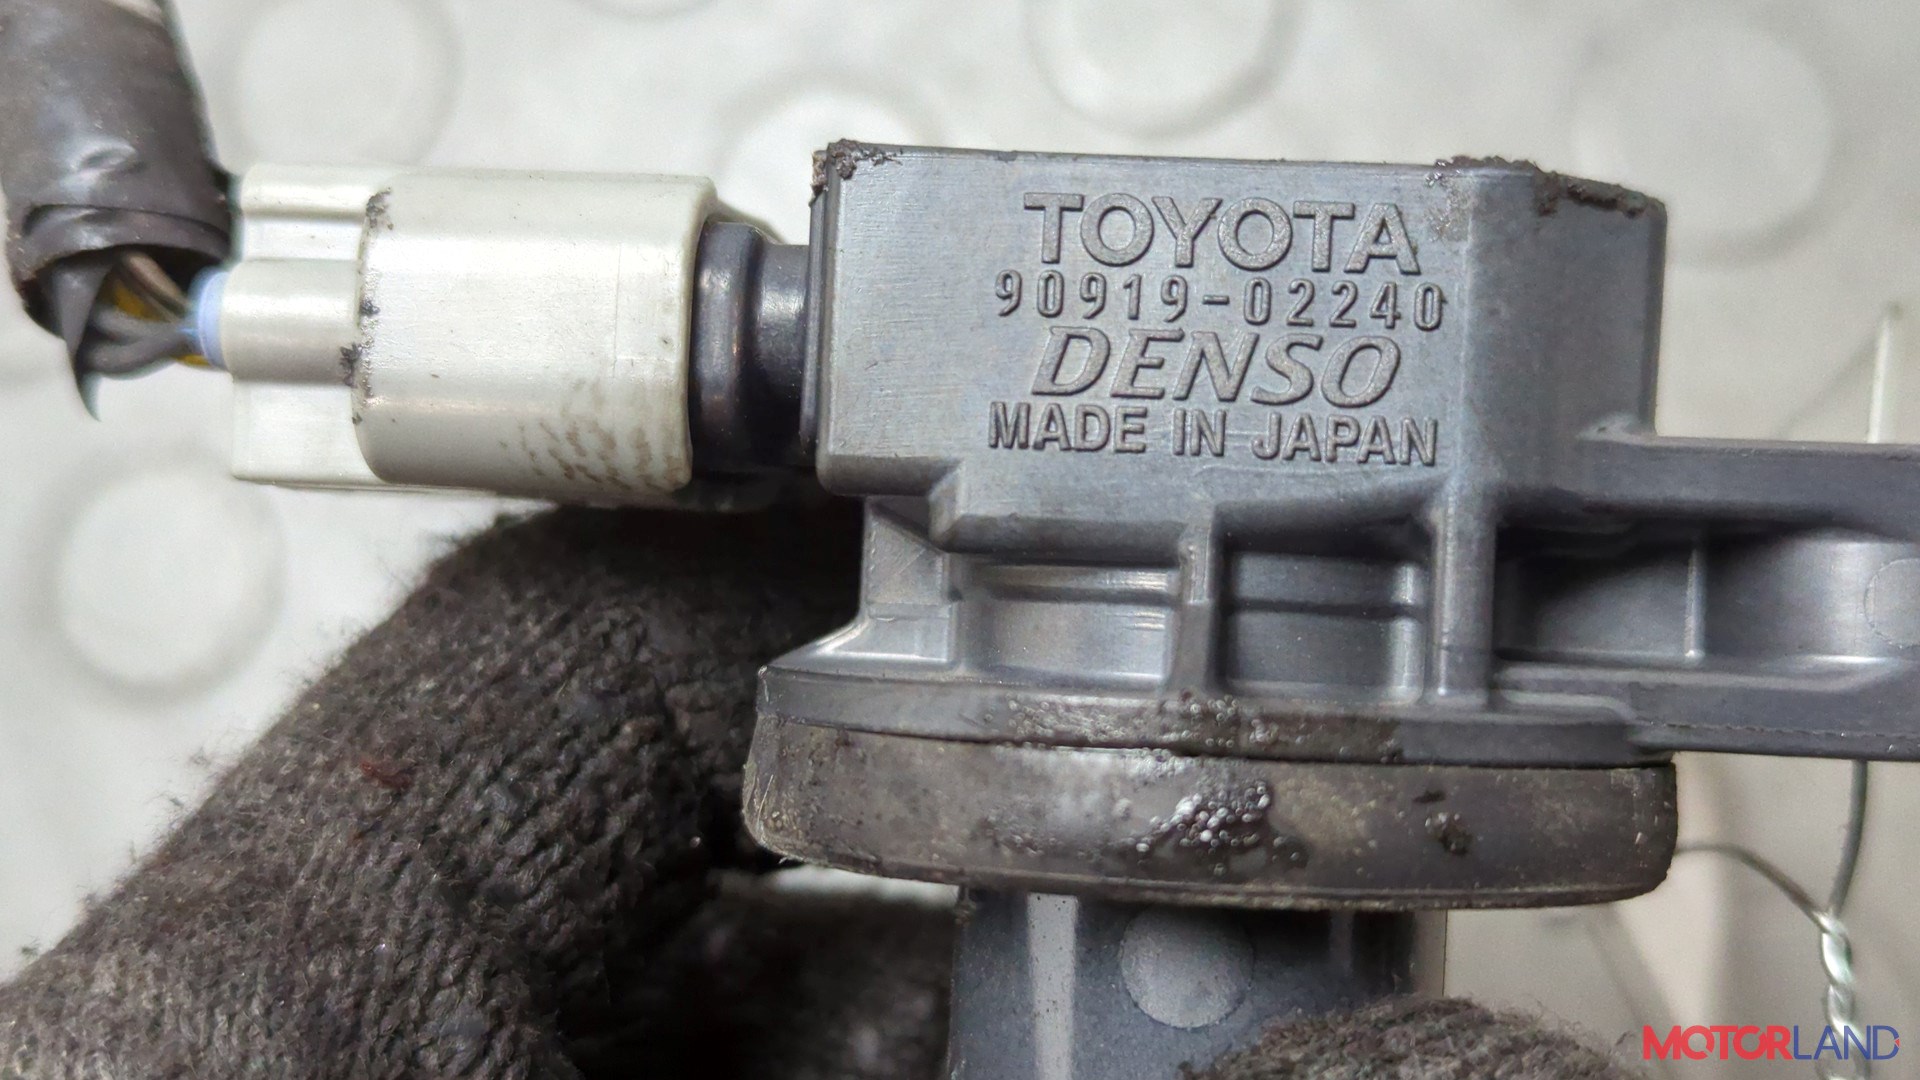 TOYOTA
90919-02240
DENSO
MADE IN JAPAN
MOTORLAND